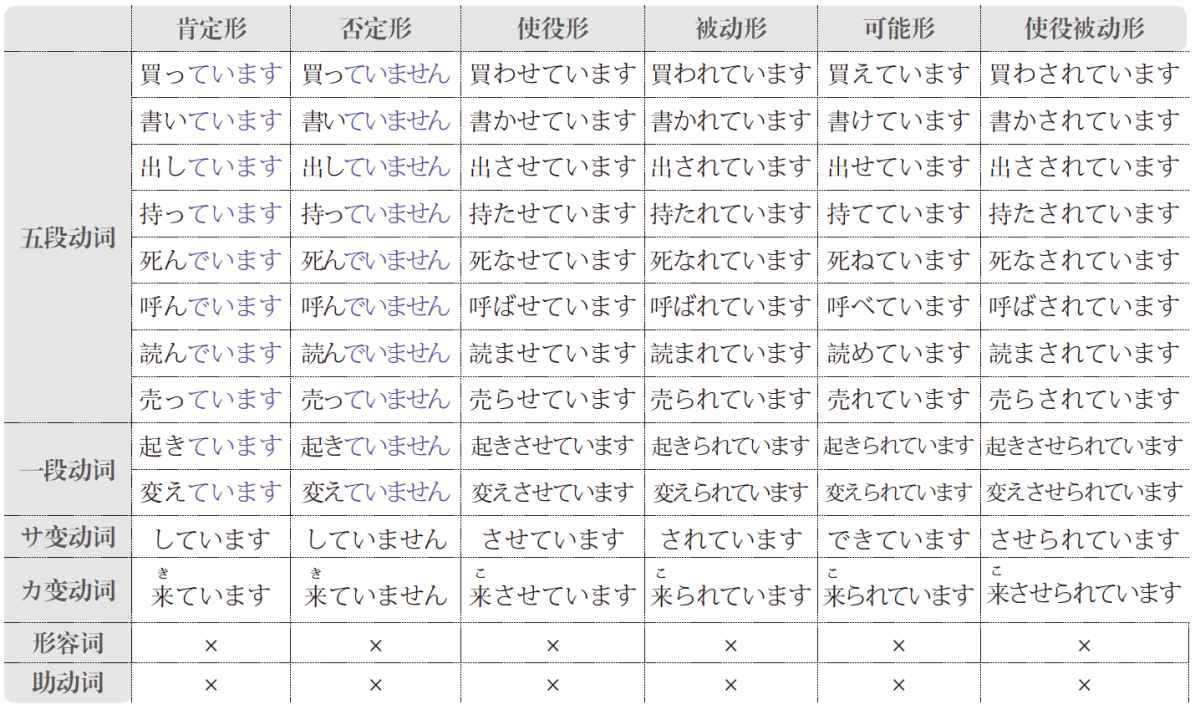 肯定形 否定形 使役形 被动形 可能形 使役被动形
五段动词 買っています 買っていません 買わせています 買われています 買えています 買わされています
書いています 書いていません 書かせています 書かれています 書けています 書かされています
出しています 出していません 出させています 出されています 出せています 出さされています
持っています 持っていません 持たせています 持たれています 持てています 持たされています
死んでいます 死んでいません 死なせています 死なれています 死ねています 死なされています
呼んでいます 呼んでいません 呼ばせています 呼ばれています 呼べています 呼ばされています
読んでいます 読んでいません 読ませています 読まれています 読めています 読まされています
売っています 売っていません 売らせています 売られています 売れています 売らされています
一段动词 起きています 起きていません 起きさせています 起きられています 起きられています 起きさせられています
変えています 変えていません 変えさせています 変えられています 変えられています 変えさせられています
サ变动词 しています していません させています されています できています させられています
き き こ こ こ こ
カ变动词 来ています 来ていません 来させています 来られています 来られています 来させられています
形容词 × × × × × ×
助动词 × × × × × ×